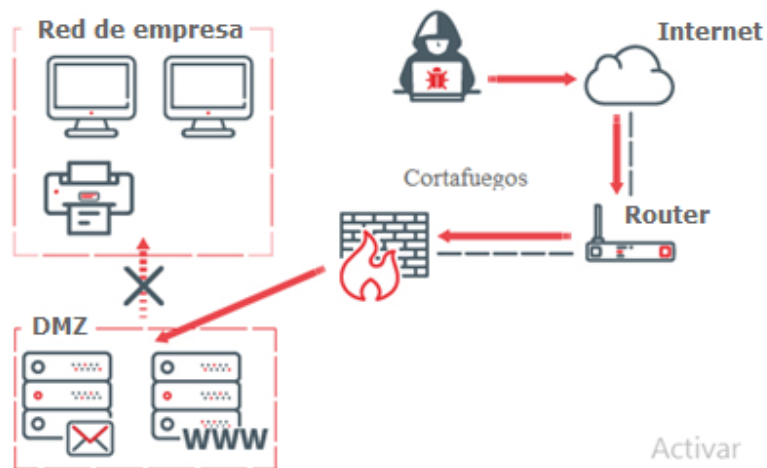 Red de empresa
Internet
Cortafuegos
Router
DMZ
WWW
Activar